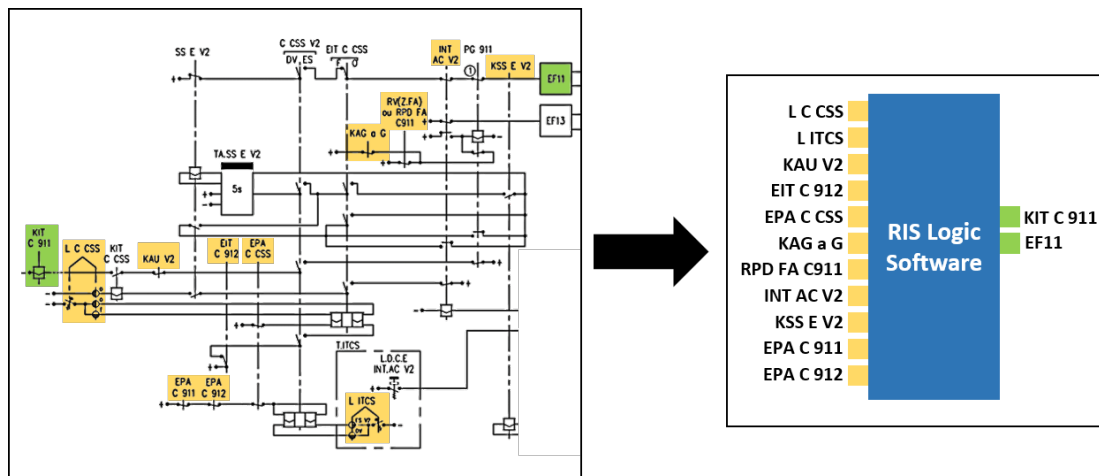 SS E V2
C CSS V2
DV ES
EIT C CSS
F O
INT
AC V2
PG 911
1
KSS E V2
EF11
RV(Z.FA)
ou RPD FA
C911 +
EF13
KAG a G
TA.SS E V2
5s
KIT
C 911
L C CSS
KIT
C CSS
KAU V2
EIT
C 912
EPA
C CSS
T.ITCS
L.D.C.E
INT.AC V2
EPA
C 911
EPA
C 912
L ITCS
L C CSS
L ITCS
KAU V2
EIT C 912
EPA C CSS
KAG a G
RPD FA C911
INT AC V2
KSS E V2
EPA C 911
EPA C 912
RIS Logic
Software
KIT C 911
EF11